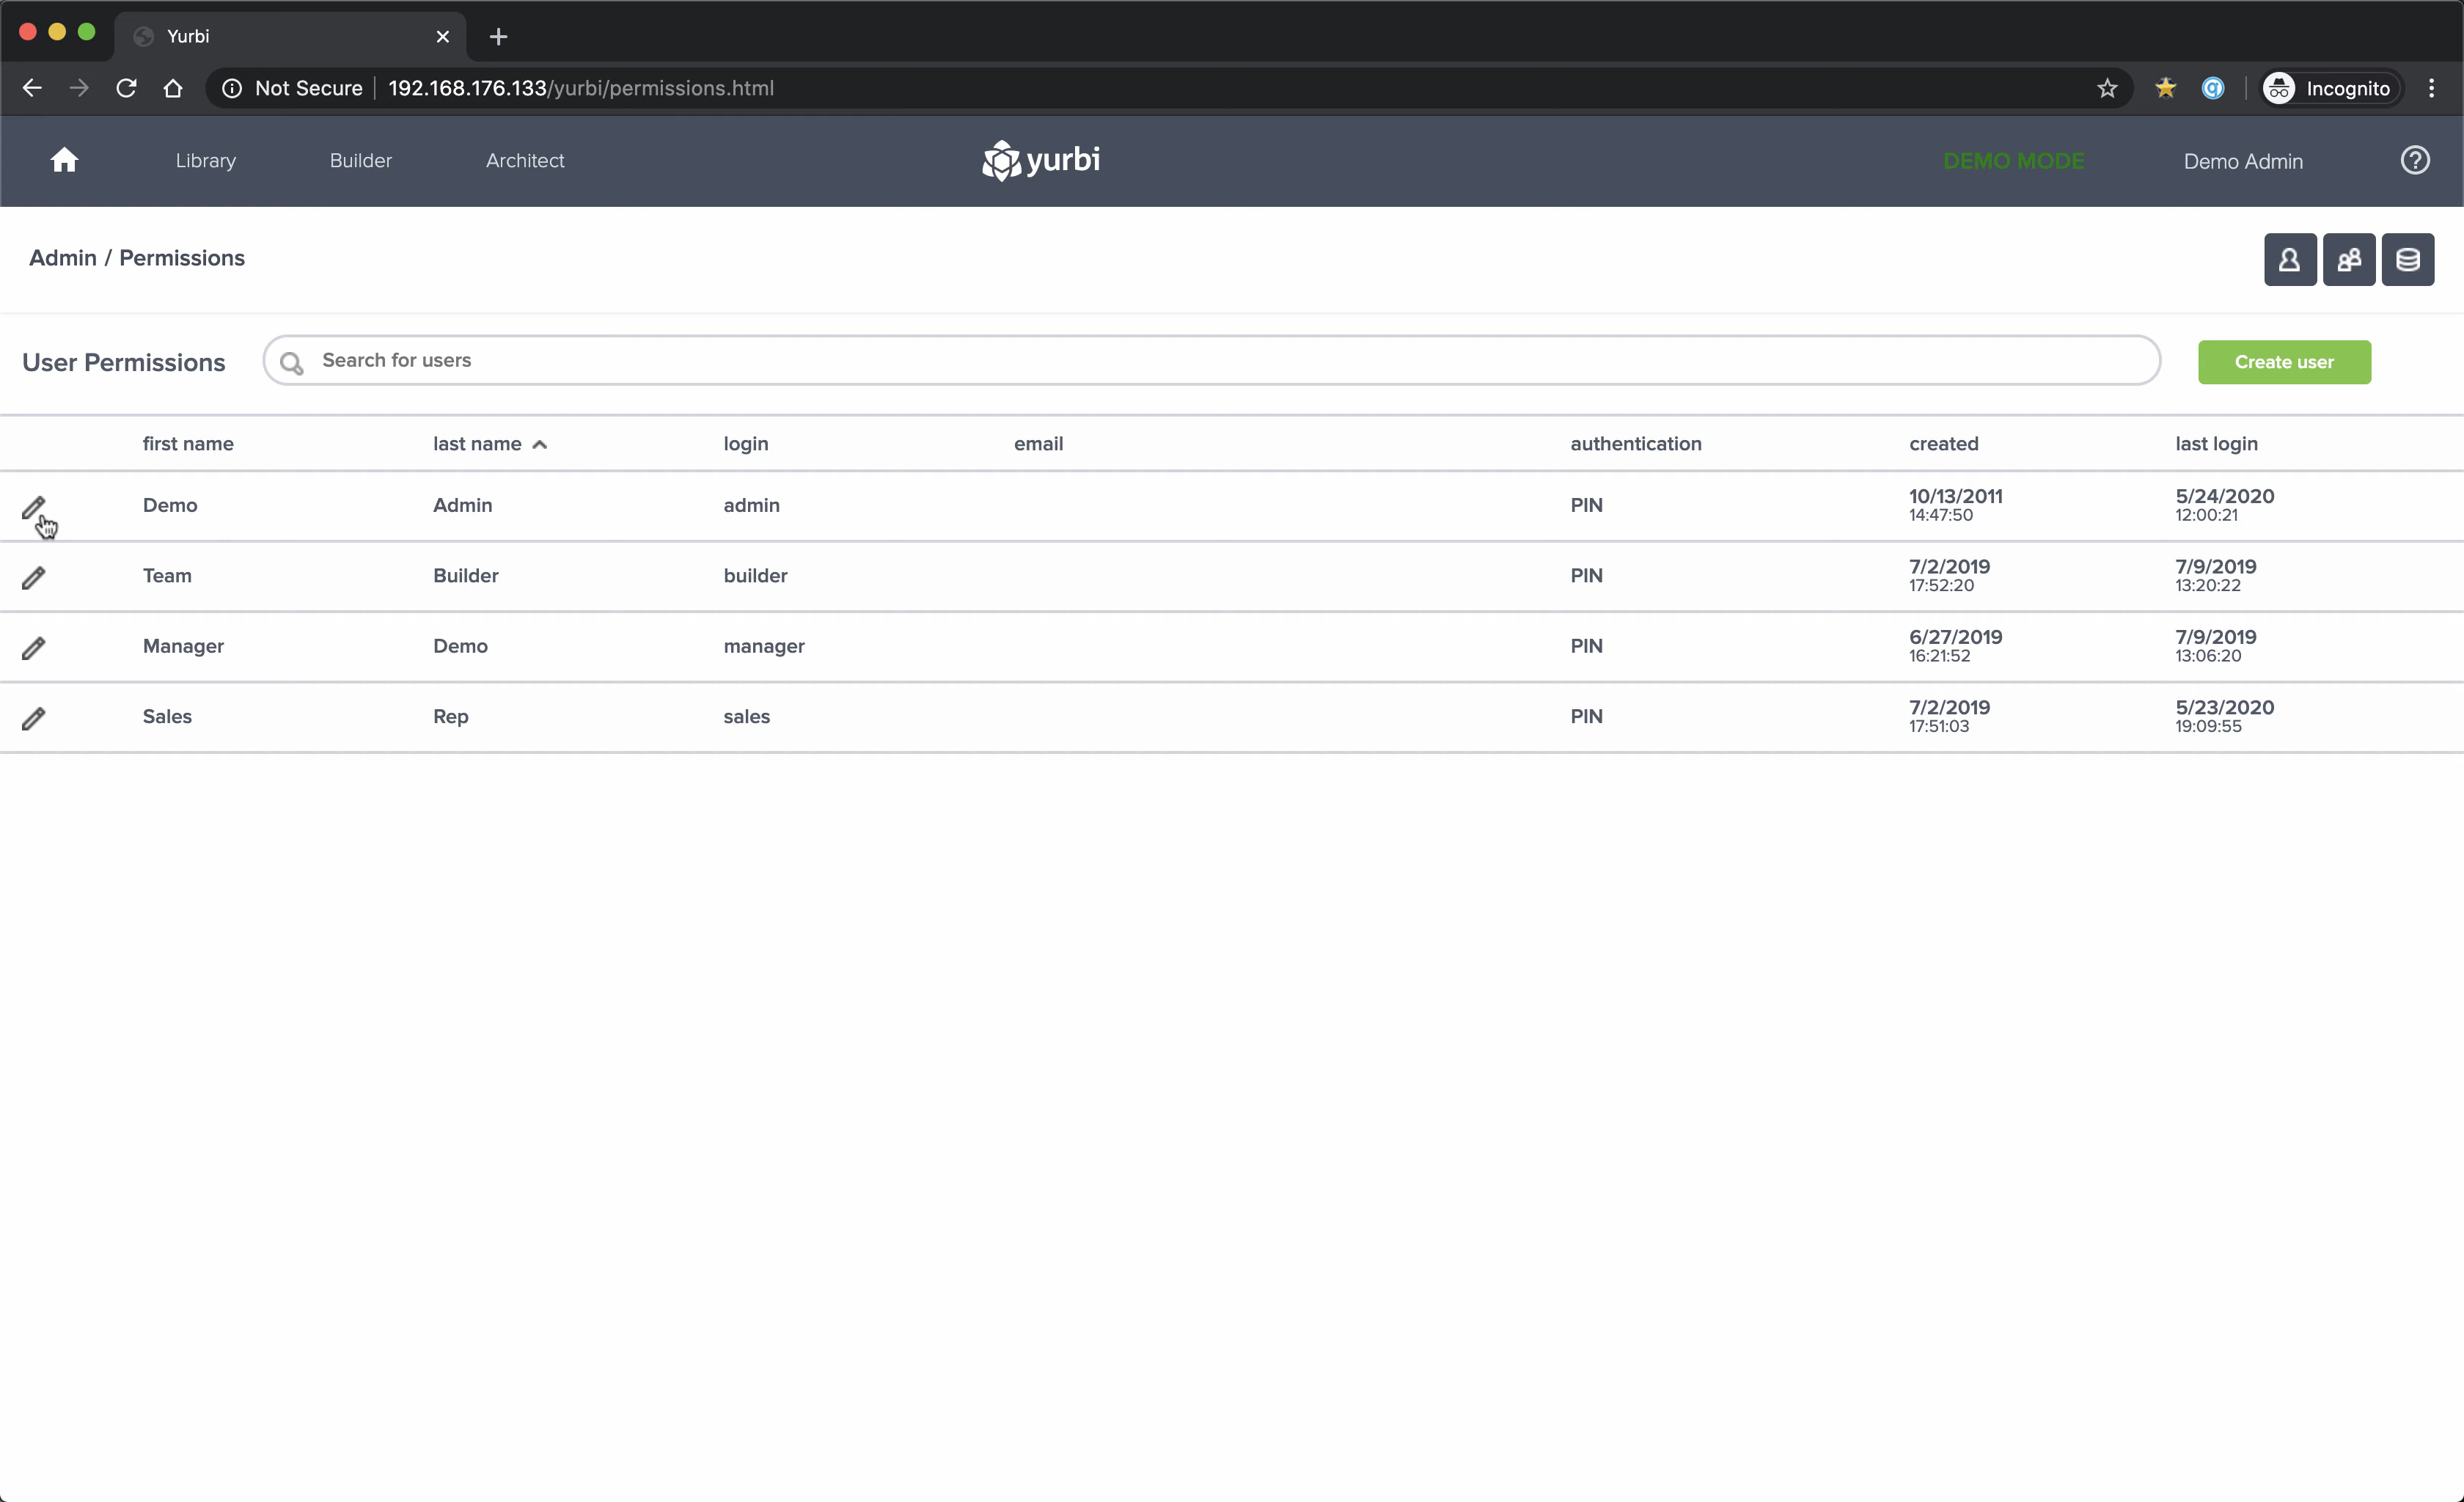 Yurbi
Not Secure 192.168.176.133/yurbi/permissions.html Incognito
Library Builder Architect yurbi DEMO MODE Demo Admin
Admin / Permissions
User Permissions Search for users Create user
first name last name login email authentication created last login
Demo Admin admin PIN 10/13/2011 5/24/2020
14:47:50 12:00:21
Team Builder builder PIN 7/2/2019 7/9/2019
17:52:20 13:20:22
Manager Demo manager PIN 6/27/2019 7/9/2019
16:21:52 13:06:20
Sales Rep sales PIN 7/2/2019 5/23/2020
17:51:03 19:09:55